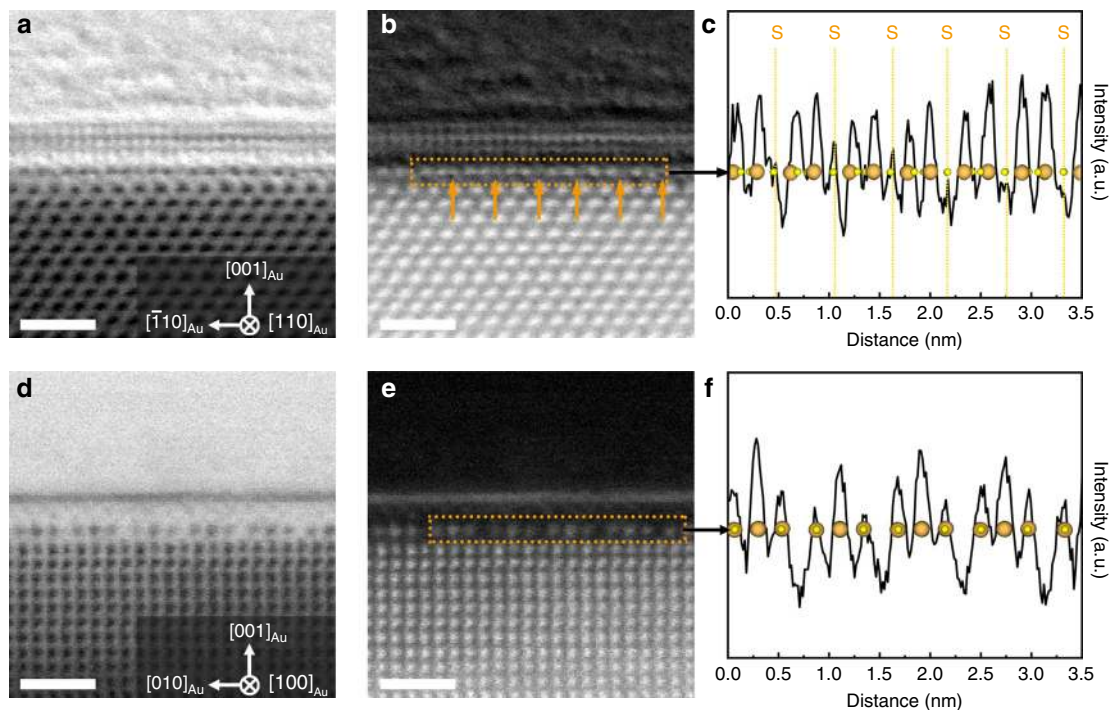 a
b
c
S S S S S S
Intensity (a.u.)
[001]Au
[1̄10]Au
[110]Au
0.0 0.5 1.0 1.5 2.0 2.5 3.0 3.5
Distance (nm)
d
e
f
Intensity (a.u.)
[001]Au
[010]Au
[100]Au
0.0 0.5 1.0 1.5 2.0 2.5 3.0 3.5
Distance (nm)